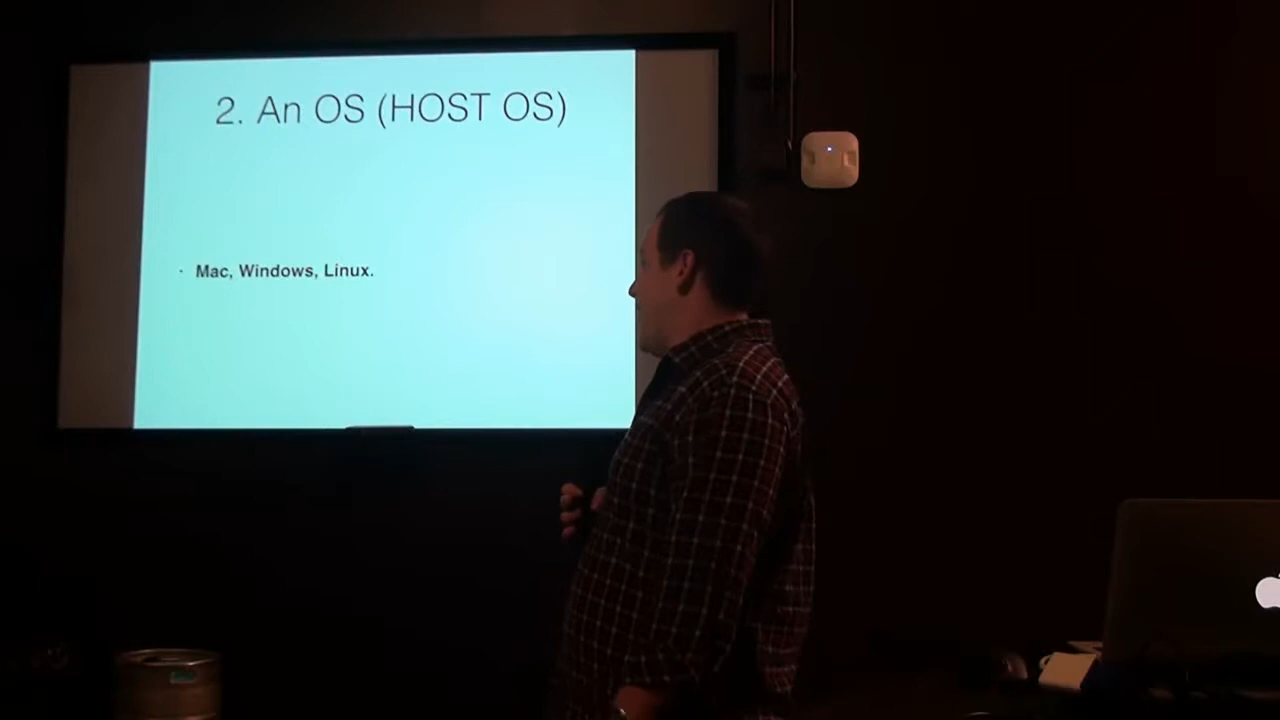 2. An OS (HOST OS)
· Mac, Windows, Linux.